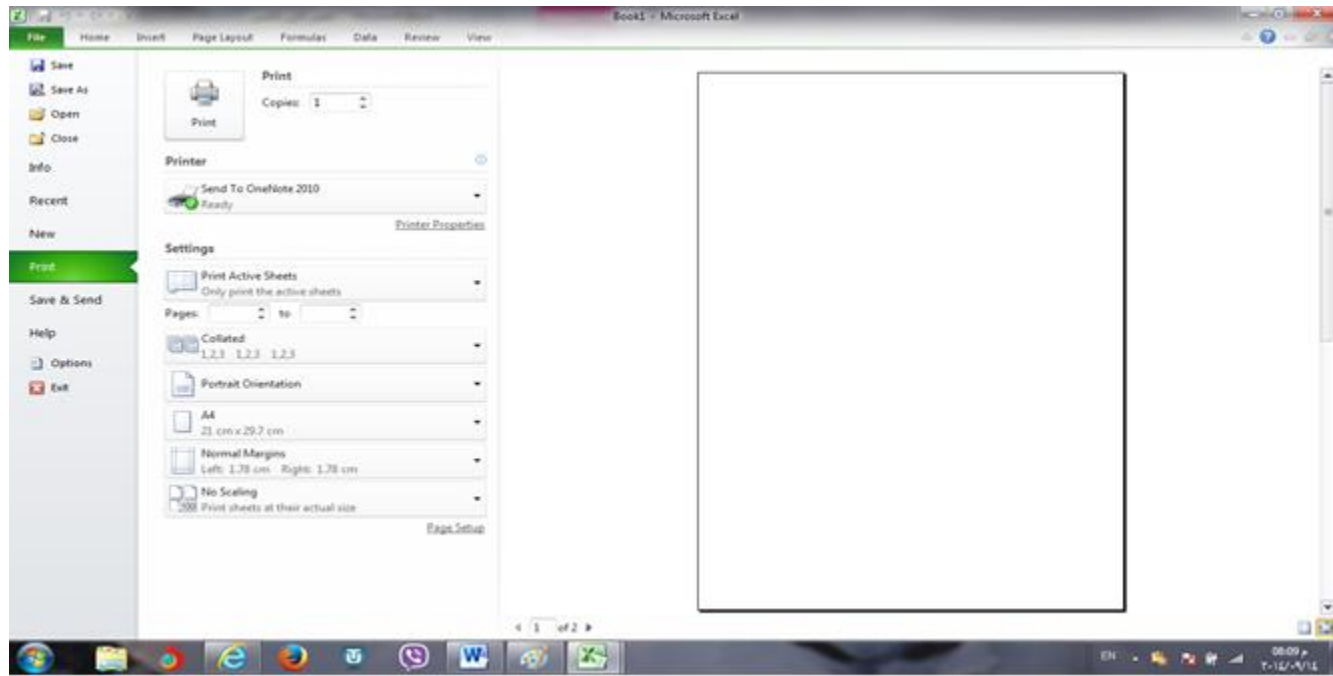 Book1 - Microsoft Excel
File Home Insert Page Layout Formulas Data Review View
Save
Save As
Open
Close
Info
Recent
New
Print
Save & Send
Help
Options
Exit
Print
Copies: 1
Print
Printer
Send To OneNote 2010
Ready
Printer Properties
Settings
Print Active Sheets
Only print the active sheets
Pages: to
Collated
1,2,3 1,2,3 1,2,3
Portrait Orientation
A4
21 cm x 29.7 cm
Normal Margins
Left: 1.78 cm Right: 1.78 cm
No Scaling
Print sheets at their actual size
Page Setup
1 of 2
EN
08:09 م